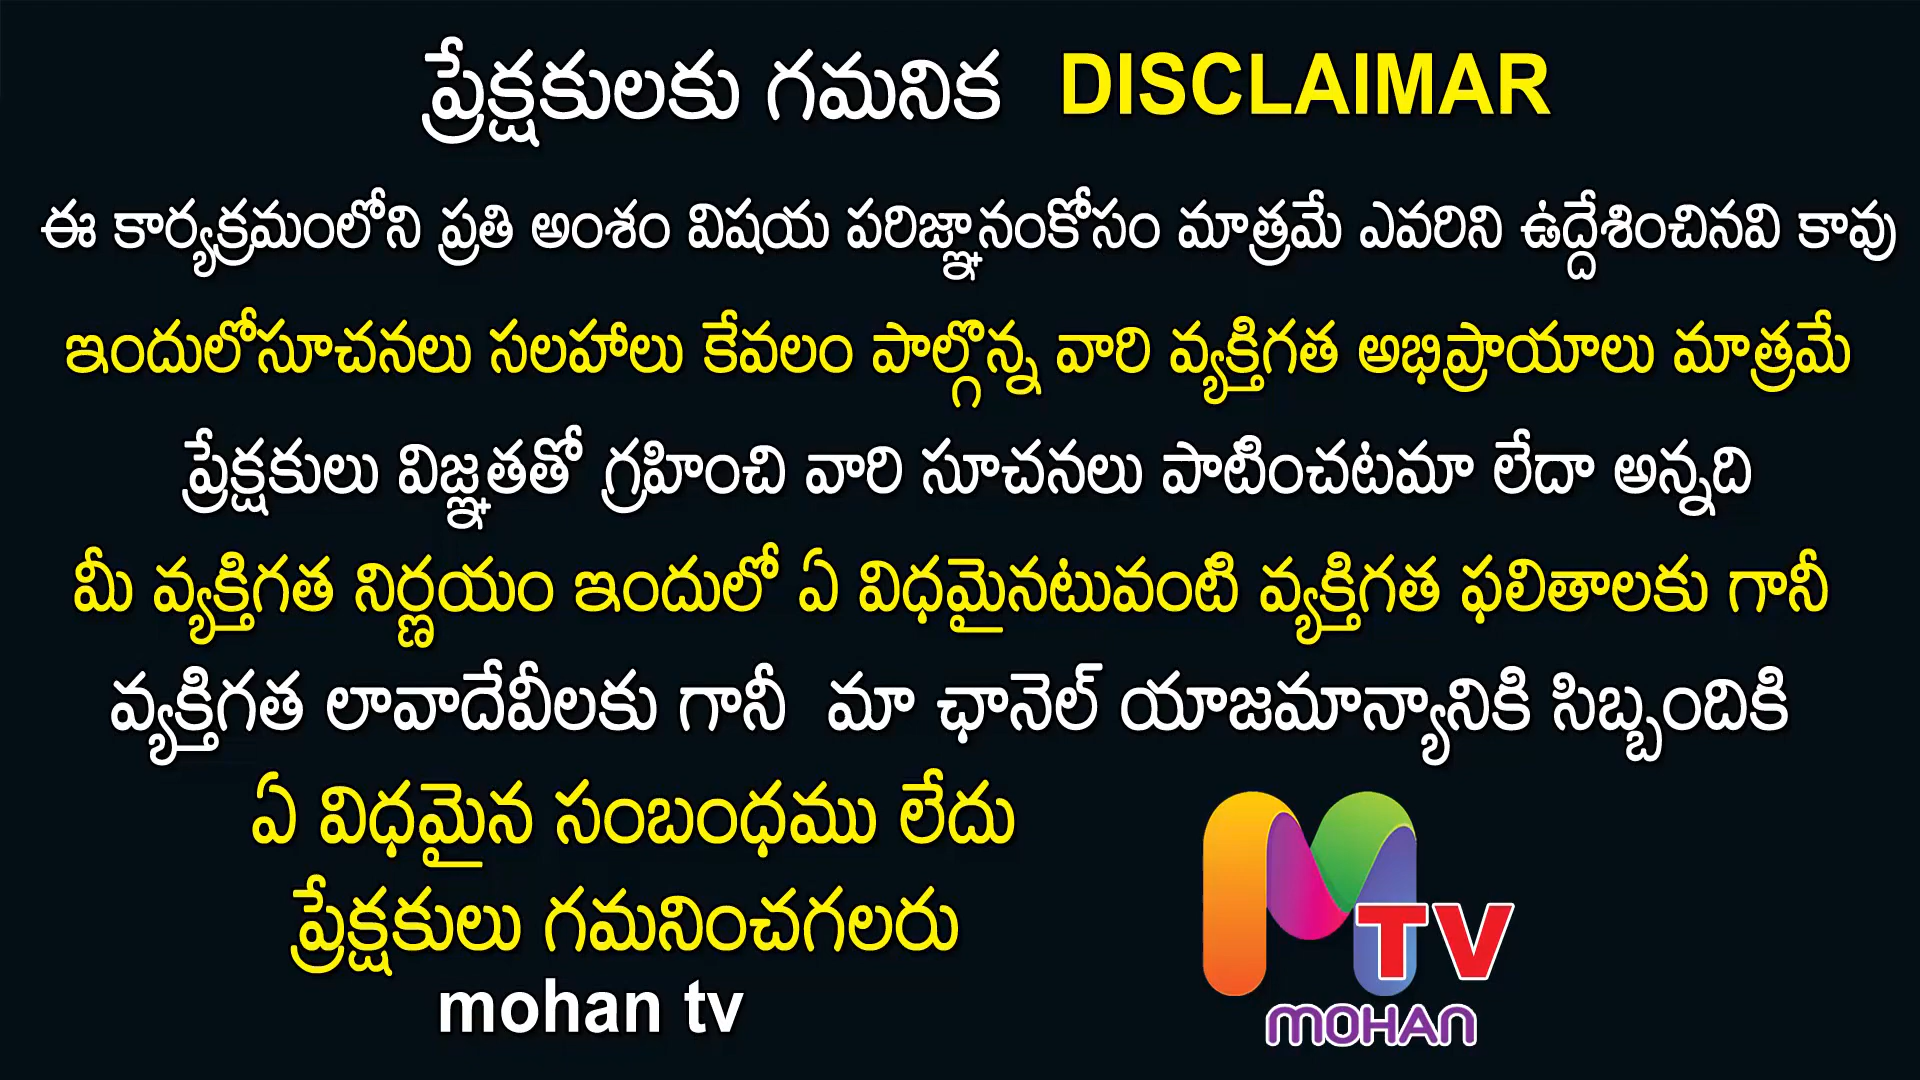 ప్రేక్షకులకు గమనిక DISCLAIMAR
ఈ కార్యక్రమంలోని ప్రతి అంశం విషయ పరిజ్ఞానంకోసం మాత్రమే ఎవరిని ఉద్దేశించినవి కావు
ఇందులోసూచనలు సలహాలు కేవలం పాల్గొన్న వారి వ్యక్తిగత అభిప్రాయాలు మాత్రమే
ప్రేక్షకులు విజ్ఞతతో గ్రహించి వారి సూచనలు పాటించటమా లేదా అన్నది
మీ వ్యక్తిగత నిర్ణయం ఇందులో ఏ విధమైనటువంటి వ్యక్తిగత ఫలితాలకు గానీ
వ్యక్తిగత లావాదేవీలకు గానీ మా ఛానెల్ యాజమాన్యానికి సిబ్బందికి
ఏ విధమైన సంబంధము లేదు
ప్రేక్షకులు గమనించగలరు
mohan tv
MTV
MOHAN